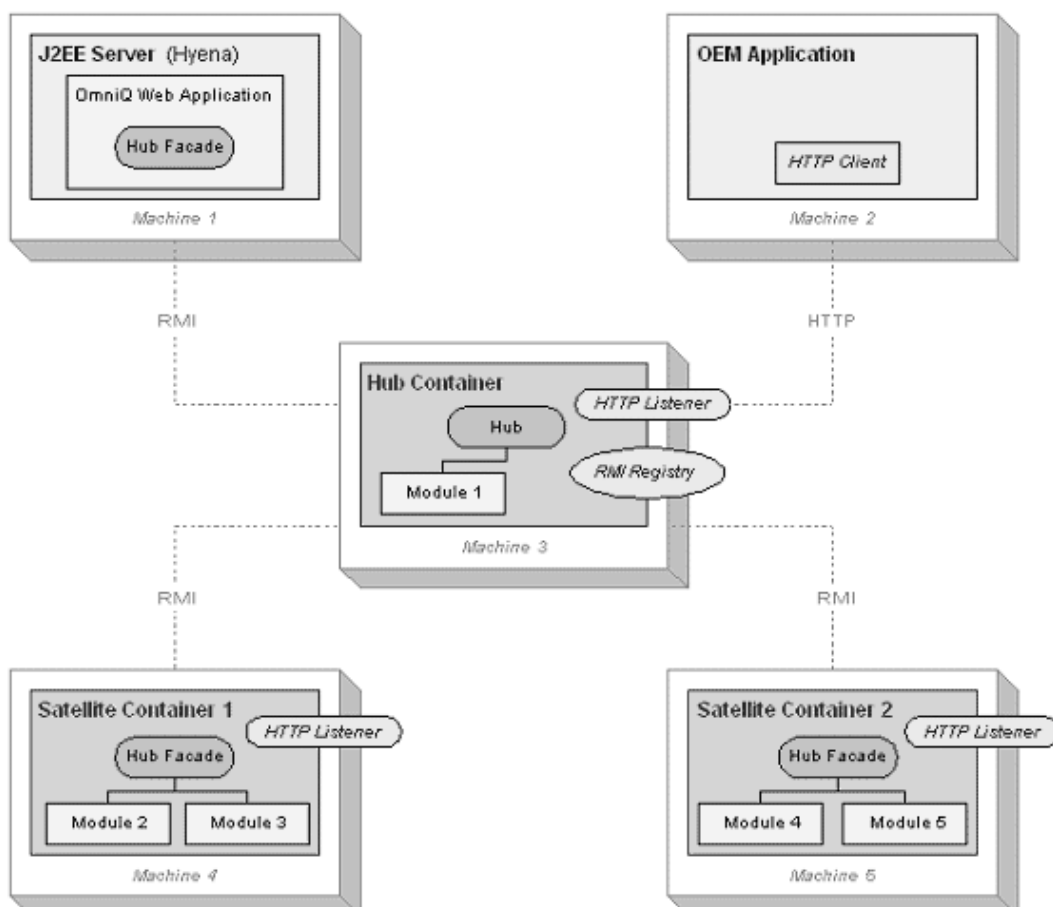 J2EE Server (Hyena)
OmniQ Web Application
Hub Facade
Machine 1
OEM Application
HTTP Client
Machine 2
RMI
HTTP
Hub Container
HTTP Listener
Hub
RMI Registry
Module 1
Machine 3
RMI
RMI
Satellite Container 1
HTTP Listener
Hub Facade
Module 2
Module 3
Machine 4
Satellite Container 2
HTTP Listener
Hub Facade
Module 4
Module 5
Machine 5